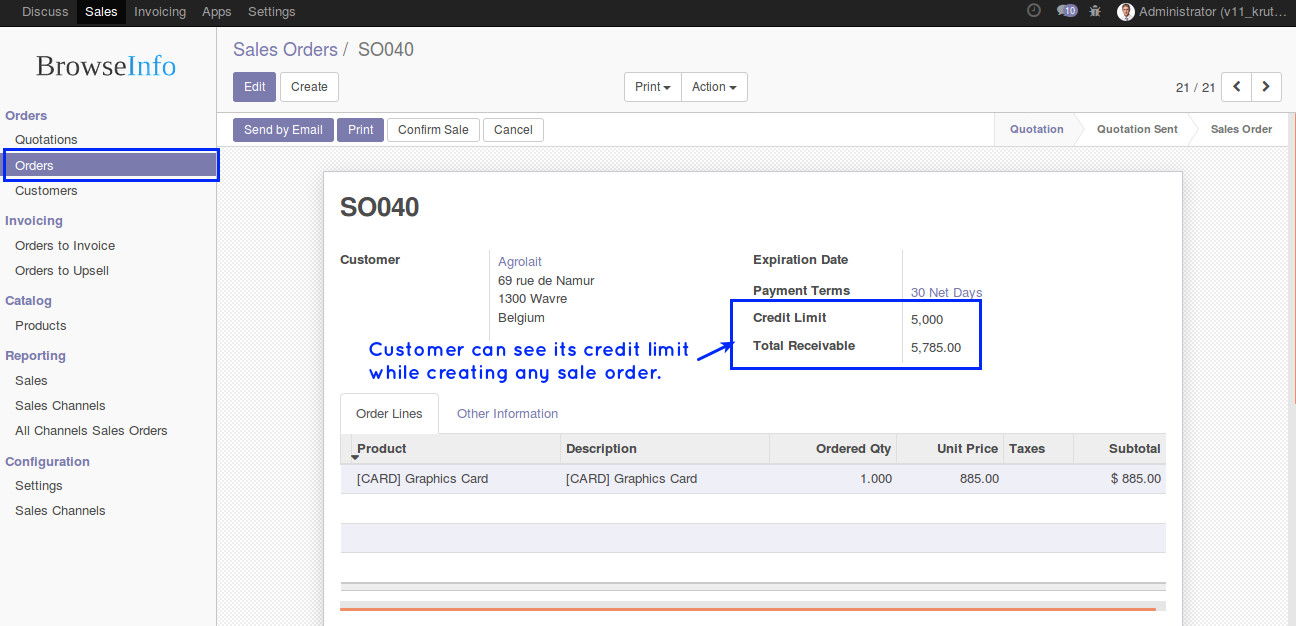 Discuss Sales Invoicing Apps Settings 10 Administrator (v11_krut...
BrowseInfo
Sales Orders / SO040
Edit Create Print Action 21 / 21
Send by Email Print Confirm Sale Cancel Quotation Quotation Sent Sales Order
Orders
Quotations
Orders
Customers
Invoicing
Orders to Invoice
Orders to Upsell
Catalog
Products
Reporting
Sales
Sales Channels
All Channels Sales Orders
Configuration
Settings
Sales Channels
SO040
Customer Agrolait
69 rue de Namur
1300 Wavre
Belgium
Expiration Date
Payment Terms 30 Net Days
Credit Limit 5,000
Total Receivable 5,785.00
Customer can see its credit limit
while creating any sale order.
Order Lines Other Information
Product Description Ordered Qty Unit Price Taxes Subtotal
[CARD] Graphics Card [CARD] Graphics Card 1.000 885.00 $ 885.00